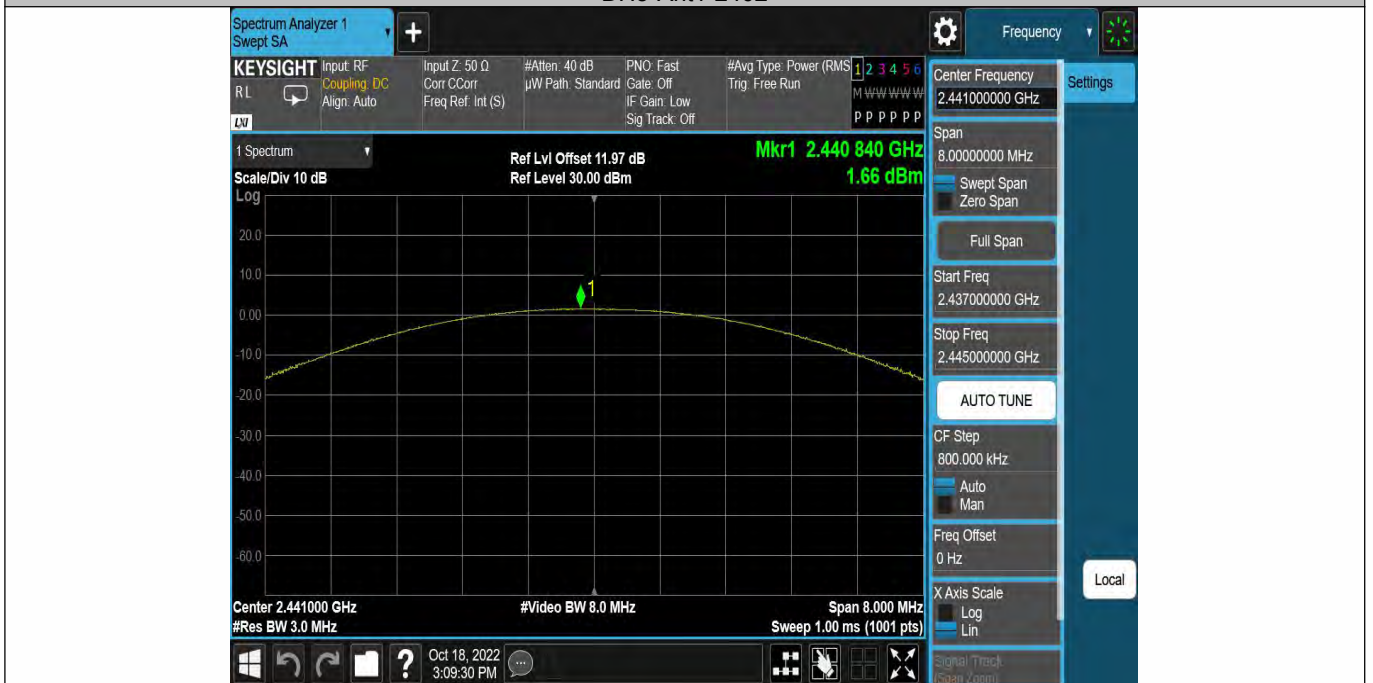 Spectrum Analyzer 1
Swept SA
+
Frequency
KEYSIGHT
RL
LXI
Input: RF
Coupling: DC
Align: Auto
Input Z: 50 Ω
Corr CCorr
Freq Ref: Int (S)
#Atten: 40 dB
µW Path: Standard
PNO: Fast
Gate: Off
IF Gain: Low
Sig Track: Off
#Avg Type: Power (RMS
Trig: Free Run
1 2 3 4 5 6
M W W W W W
P P P P P P
1 Spectrum
Scale/Div 10 dB
Log
Ref Lvl Offset 11.97 dB
Ref Level 30.00 dBm
Mkr1 2.440 840 GHz
1.66 dBm
20.0
10.0
0.00
-10.0
-20.0
-30.0
-40.0
-50.0
-60.0
1
Center 2.441000 GHz
#Res BW 3.0 MHz
#Video BW 8.0 MHz
Span 8.000 MHz
Sweep 1.00 ms (1001 pts)
Center Frequency
2.441000000 GHz
Settings
Span
8.00000000 MHz
Swept Span
Zero Span
Full Span
Start Freq
2.437000000 GHz
Stop Freq
2.445000000 GHz
AUTO TUNE
CF Step
800.000 kHz
Auto
Man
Freq Offset
0 Hz
X Axis Scale
Log
Lin
Signal Track
(Span Zoom)
Local
?
Oct 18, 2022
3:09:30 PM